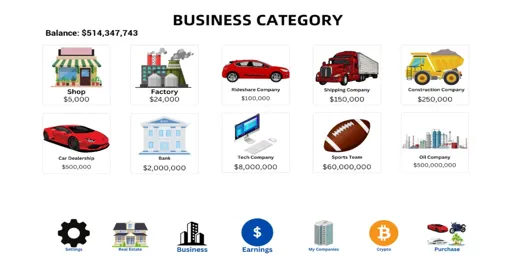 BUSINESS CATEGORY
Balance: $514,347,743
Shop
$5,000
Factory
$24,000
Rideshare Company
$100,000
Shipping Company
$150,000
Construction Company
$250,000
Car Dealership
$500,000
Bank
$2,000,000
Tech Company
$8,000,000
Sports Team
$60,000,000
Oil Company
$500,000,000
Settings
Real Estate
Business
Earnings
My Companies
Crypto
Purchase